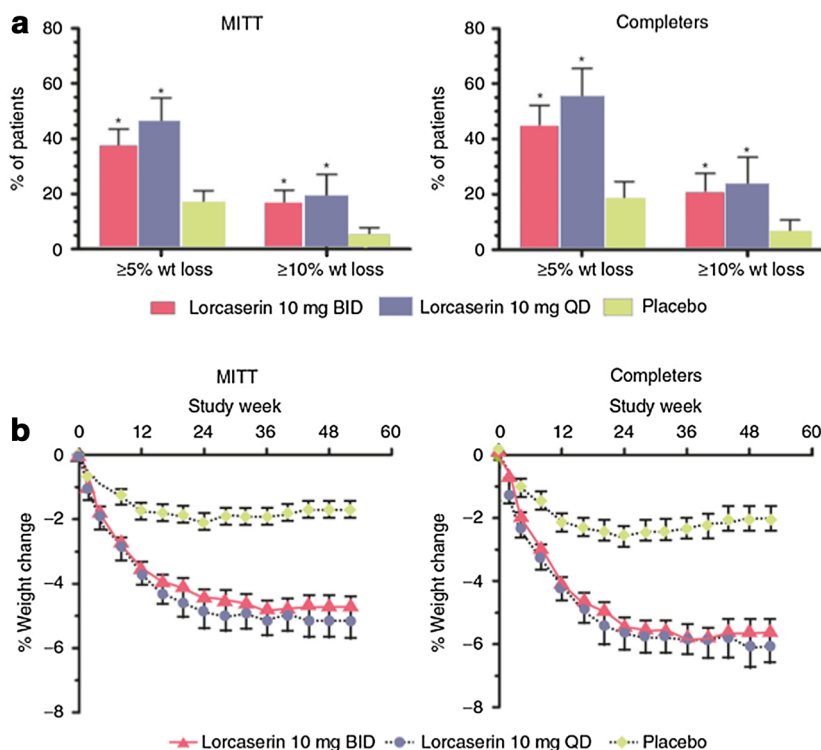 a
MITT
Completers
% of patients
80
60
40
20
0
* * * *
≥5% wt loss ≥10% wt loss
% of patients
80
60
40
20
0
* * * *
≥5% wt loss ≥10% wt loss
Lorcaserin 10 mg BID Lorcaserin 10 mg QD Placebo
b
MITT
Study week
0 12 24 36 48 60
% Weight change
0
−2
−4
−6
−8
Completers
Study week
0 12 24 36 48 60
% Weight change
0
−2
−4
−6
−8
Lorcaserin 10 mg BID Lorcaserin 10 mg QD Placebo